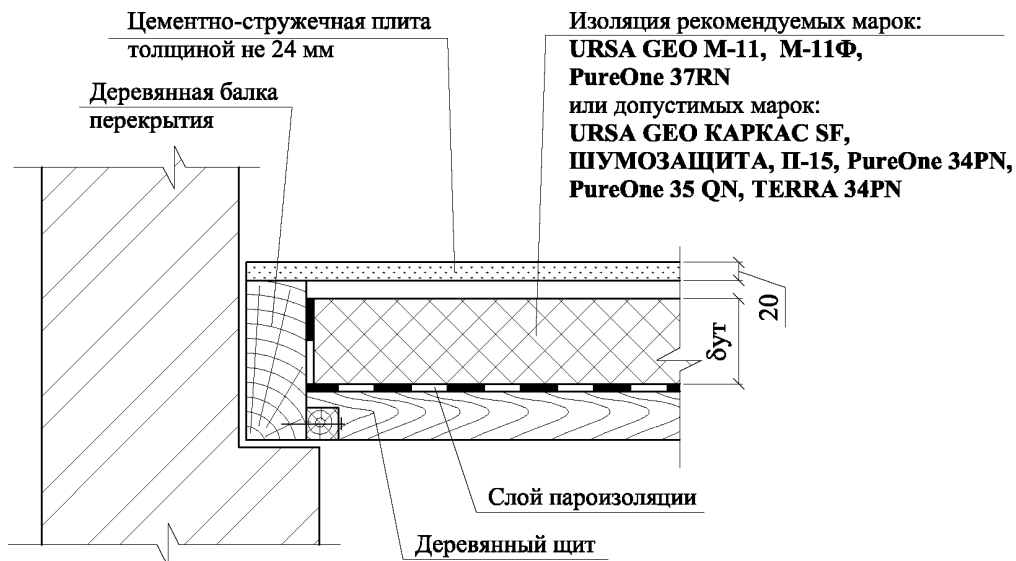 Цементно-стружечная плита
толщиной не 24 мм
Деревянная балка
перекрытия
Изоляция рекомендуемых марок:
URSA GEO М-11, М-11Ф,
PureOne 37RN
или допустимых марок:
URSA GEO КАРКАС SF,
ШУМОЗАЩИТА, П-15, PureOne 34PN,
PureOne 35 QN, TERRA 34PN
20
δут
Слой пароизоляции
Деревянный щит